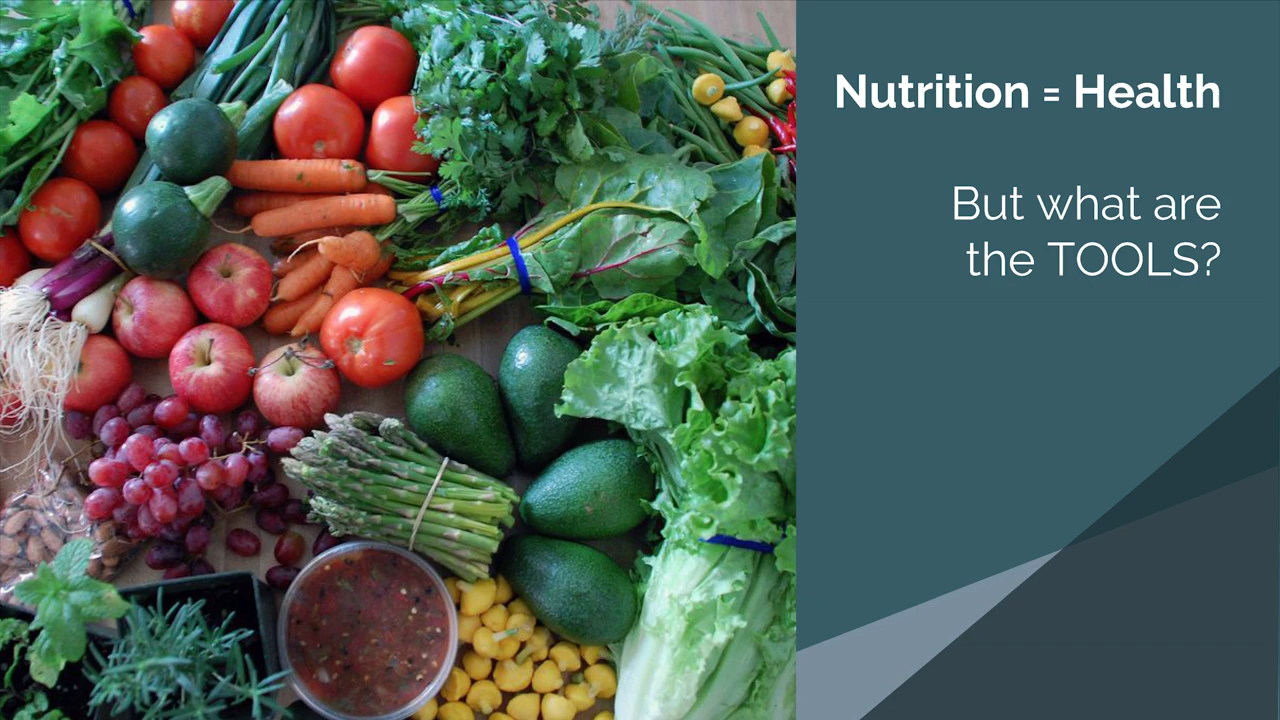 Nutrition = Health
But what are
the TOOLS?